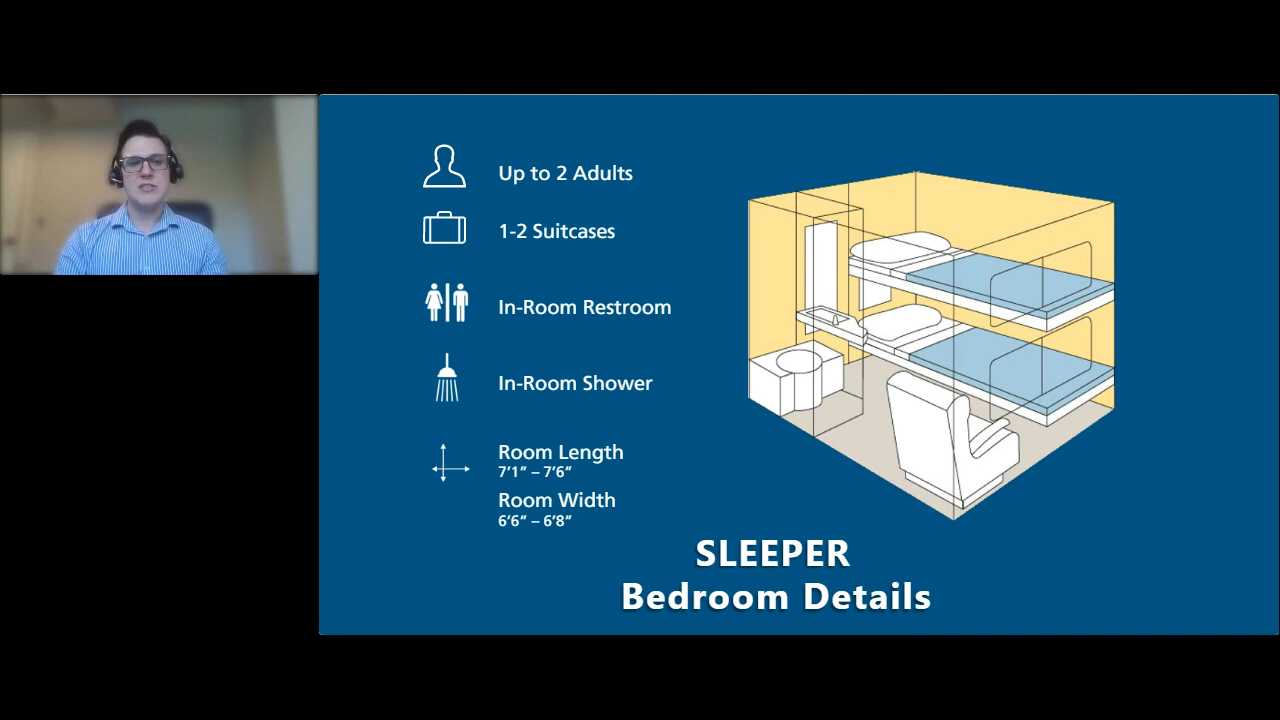 Up to 2 Adults
1-2 Suitcases
In-Room Restroom
In-Room Shower
Room Length
7’1” – 7’6”
Room Width
6’6” – 6’8”
SLEEPER
Bedroom Details